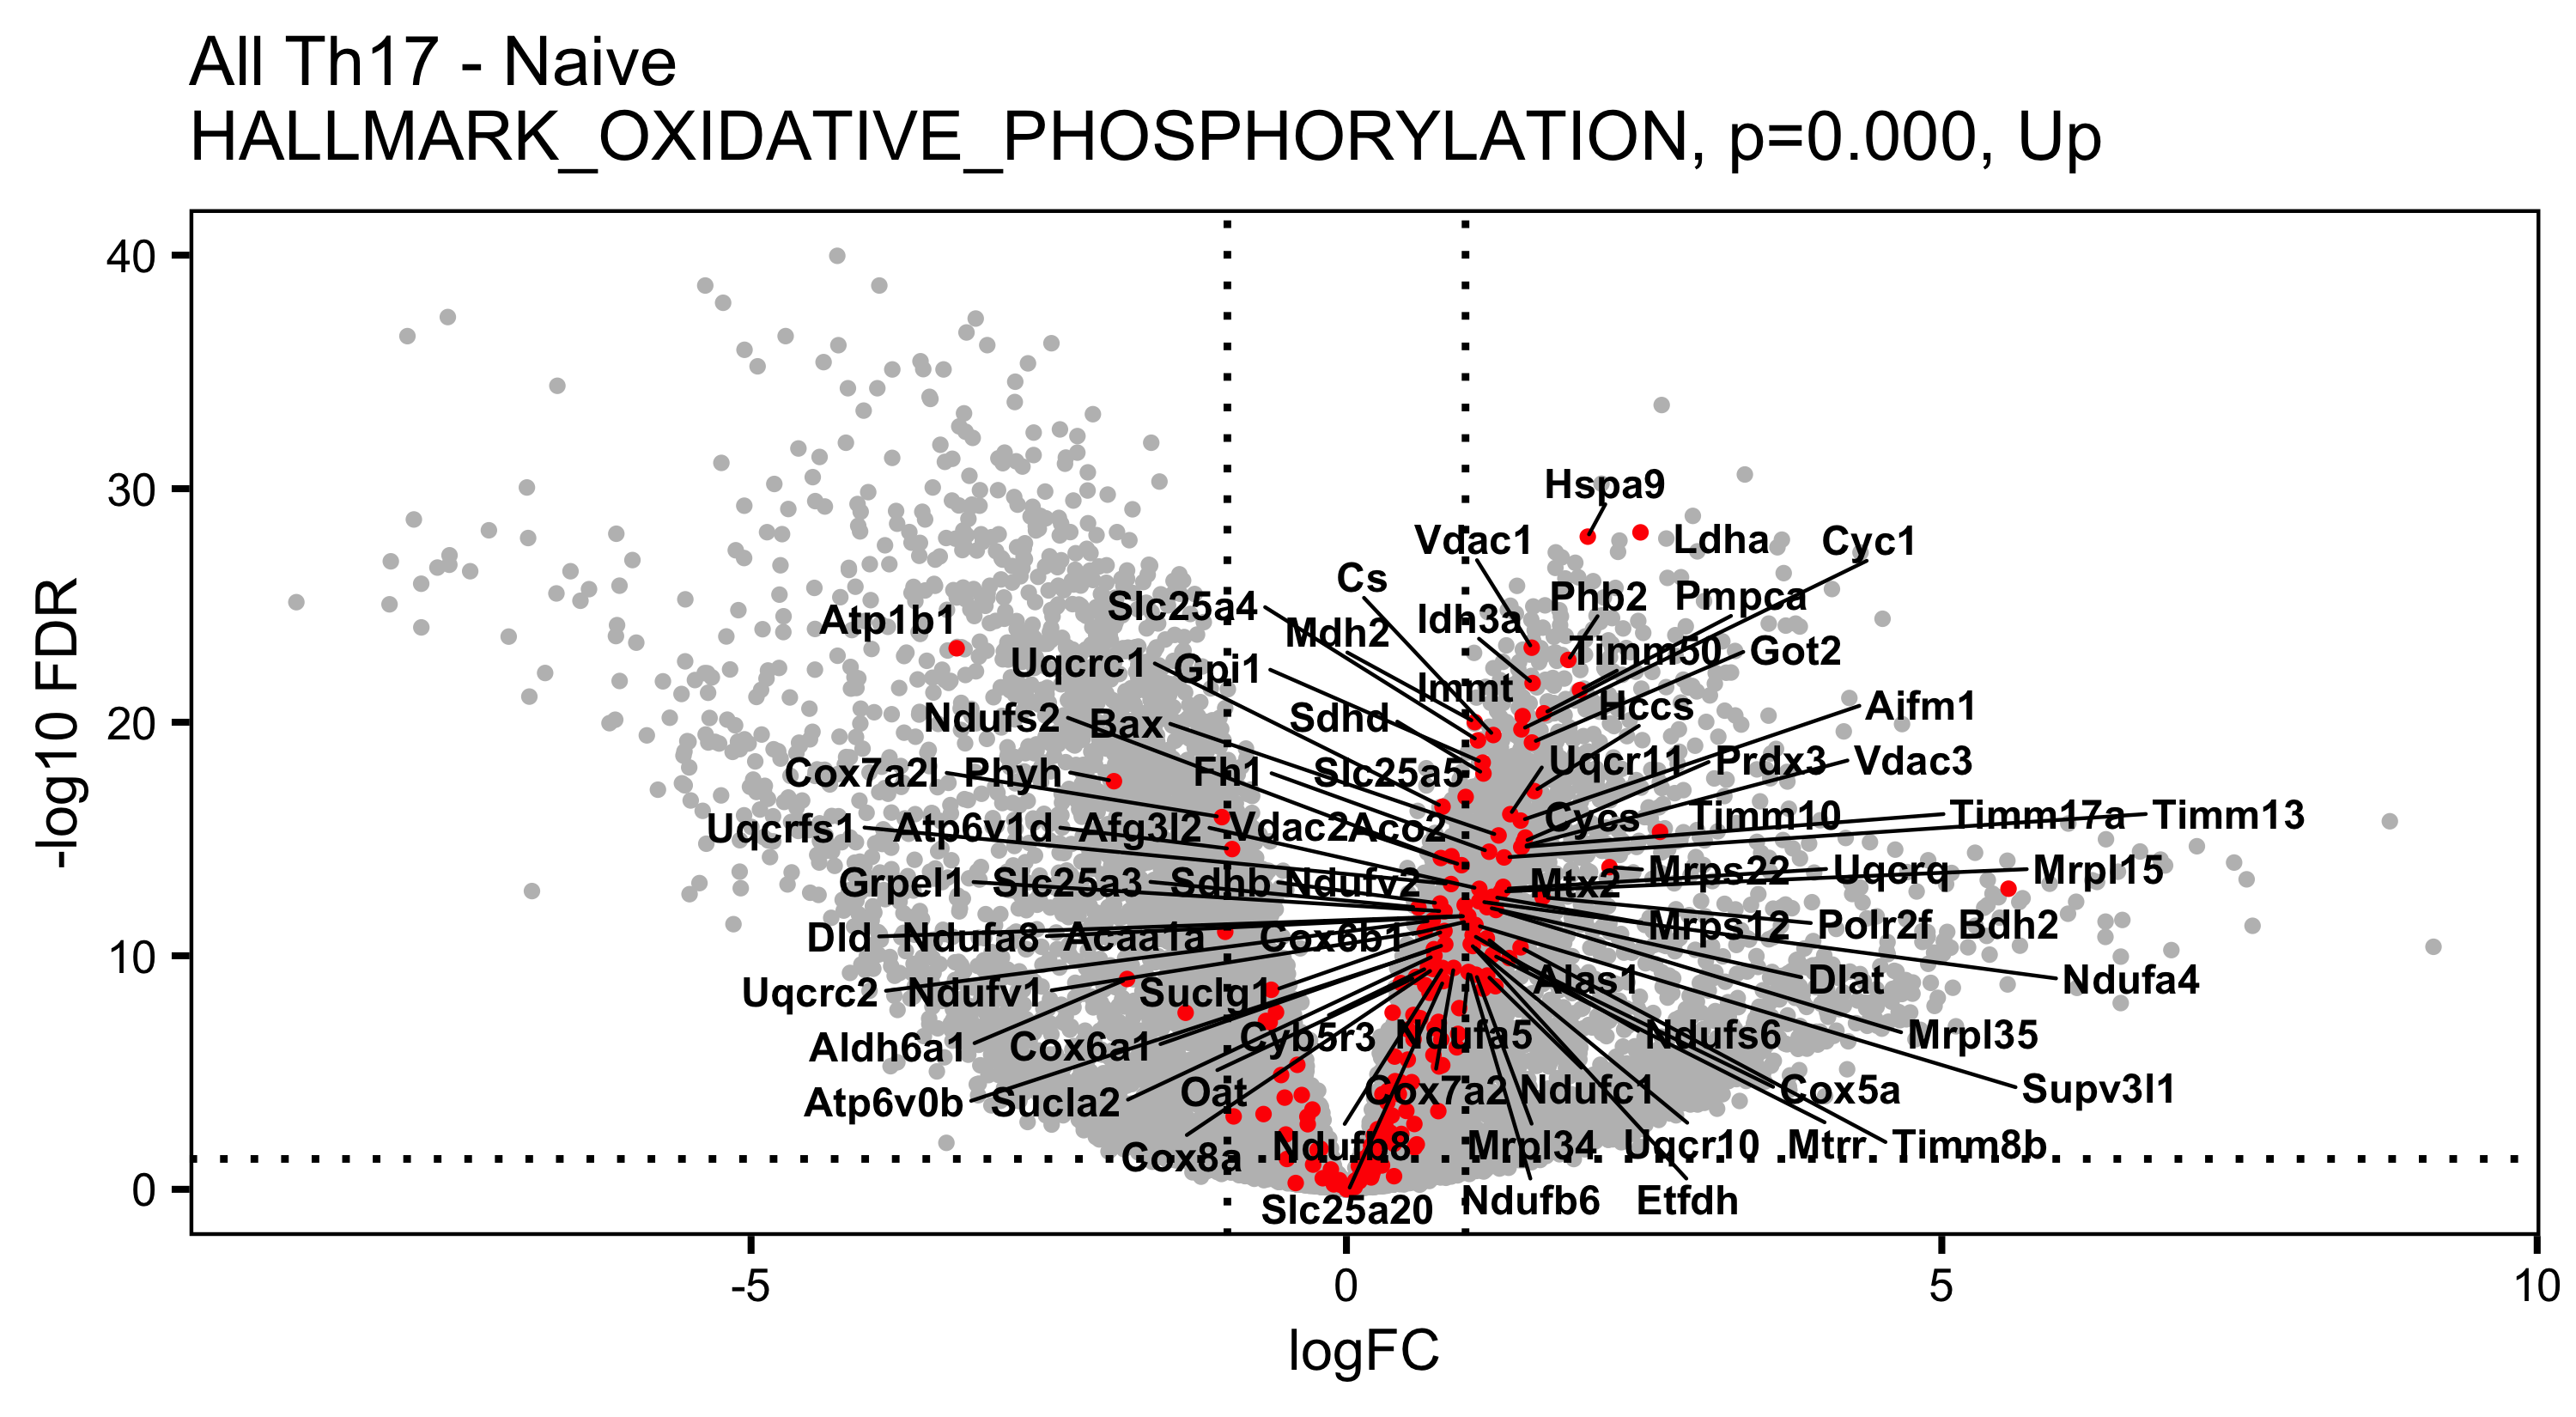 All Th17 - Naive
HALLMARK_OXIDATIVE_PHOSPHORYLATION, p=0.000, Up
40
30
20
10
0
-log10 FDR
Hspa9
Vdac1 Ldha Cyc1
Cs Slc25a4 Phb2 Pmpca
Atp1b1 Mdh2 Idh3a
Uqcrc1 Gpi1 Timm50 Got2
Immt
Ndufs2 Bax Sdhd Hccs Aifm1
Cox7a2l Phyh Fh1 Slc25a5 Uqcr11 Prdx3 Vdac3
Uqcrfs1 Atp6v1d Afg3l2 Vdac2 Aco2 Cycs Timm10 Timm17a Timm13
Grpel1 Slc25a3 Sdhb Ndufv2 Mtx2 Mrps22 Uqcrq Mrpl15
Dld Ndufa8 Acaa1a Cox6b1 Mrps12 Polr2f Bdh2
Uqcrc2 Ndufv1 Suclg1 Alas1 Dlat Ndufa4
Aldh6a1 Cox6a1 Cyb5r3 Ndufa5 Ndufs6 Mrpl35
Atp6v0b Sucla2 Oat Cox7a2 Ndufc1 Cox5a Supv3l1
Cox8a Ndufb8 Mrpl34 Uqcr10 Mtrr Timm8b
Slc25a20 Ndufb6 Etfdh
-5 0 5 10
logFC